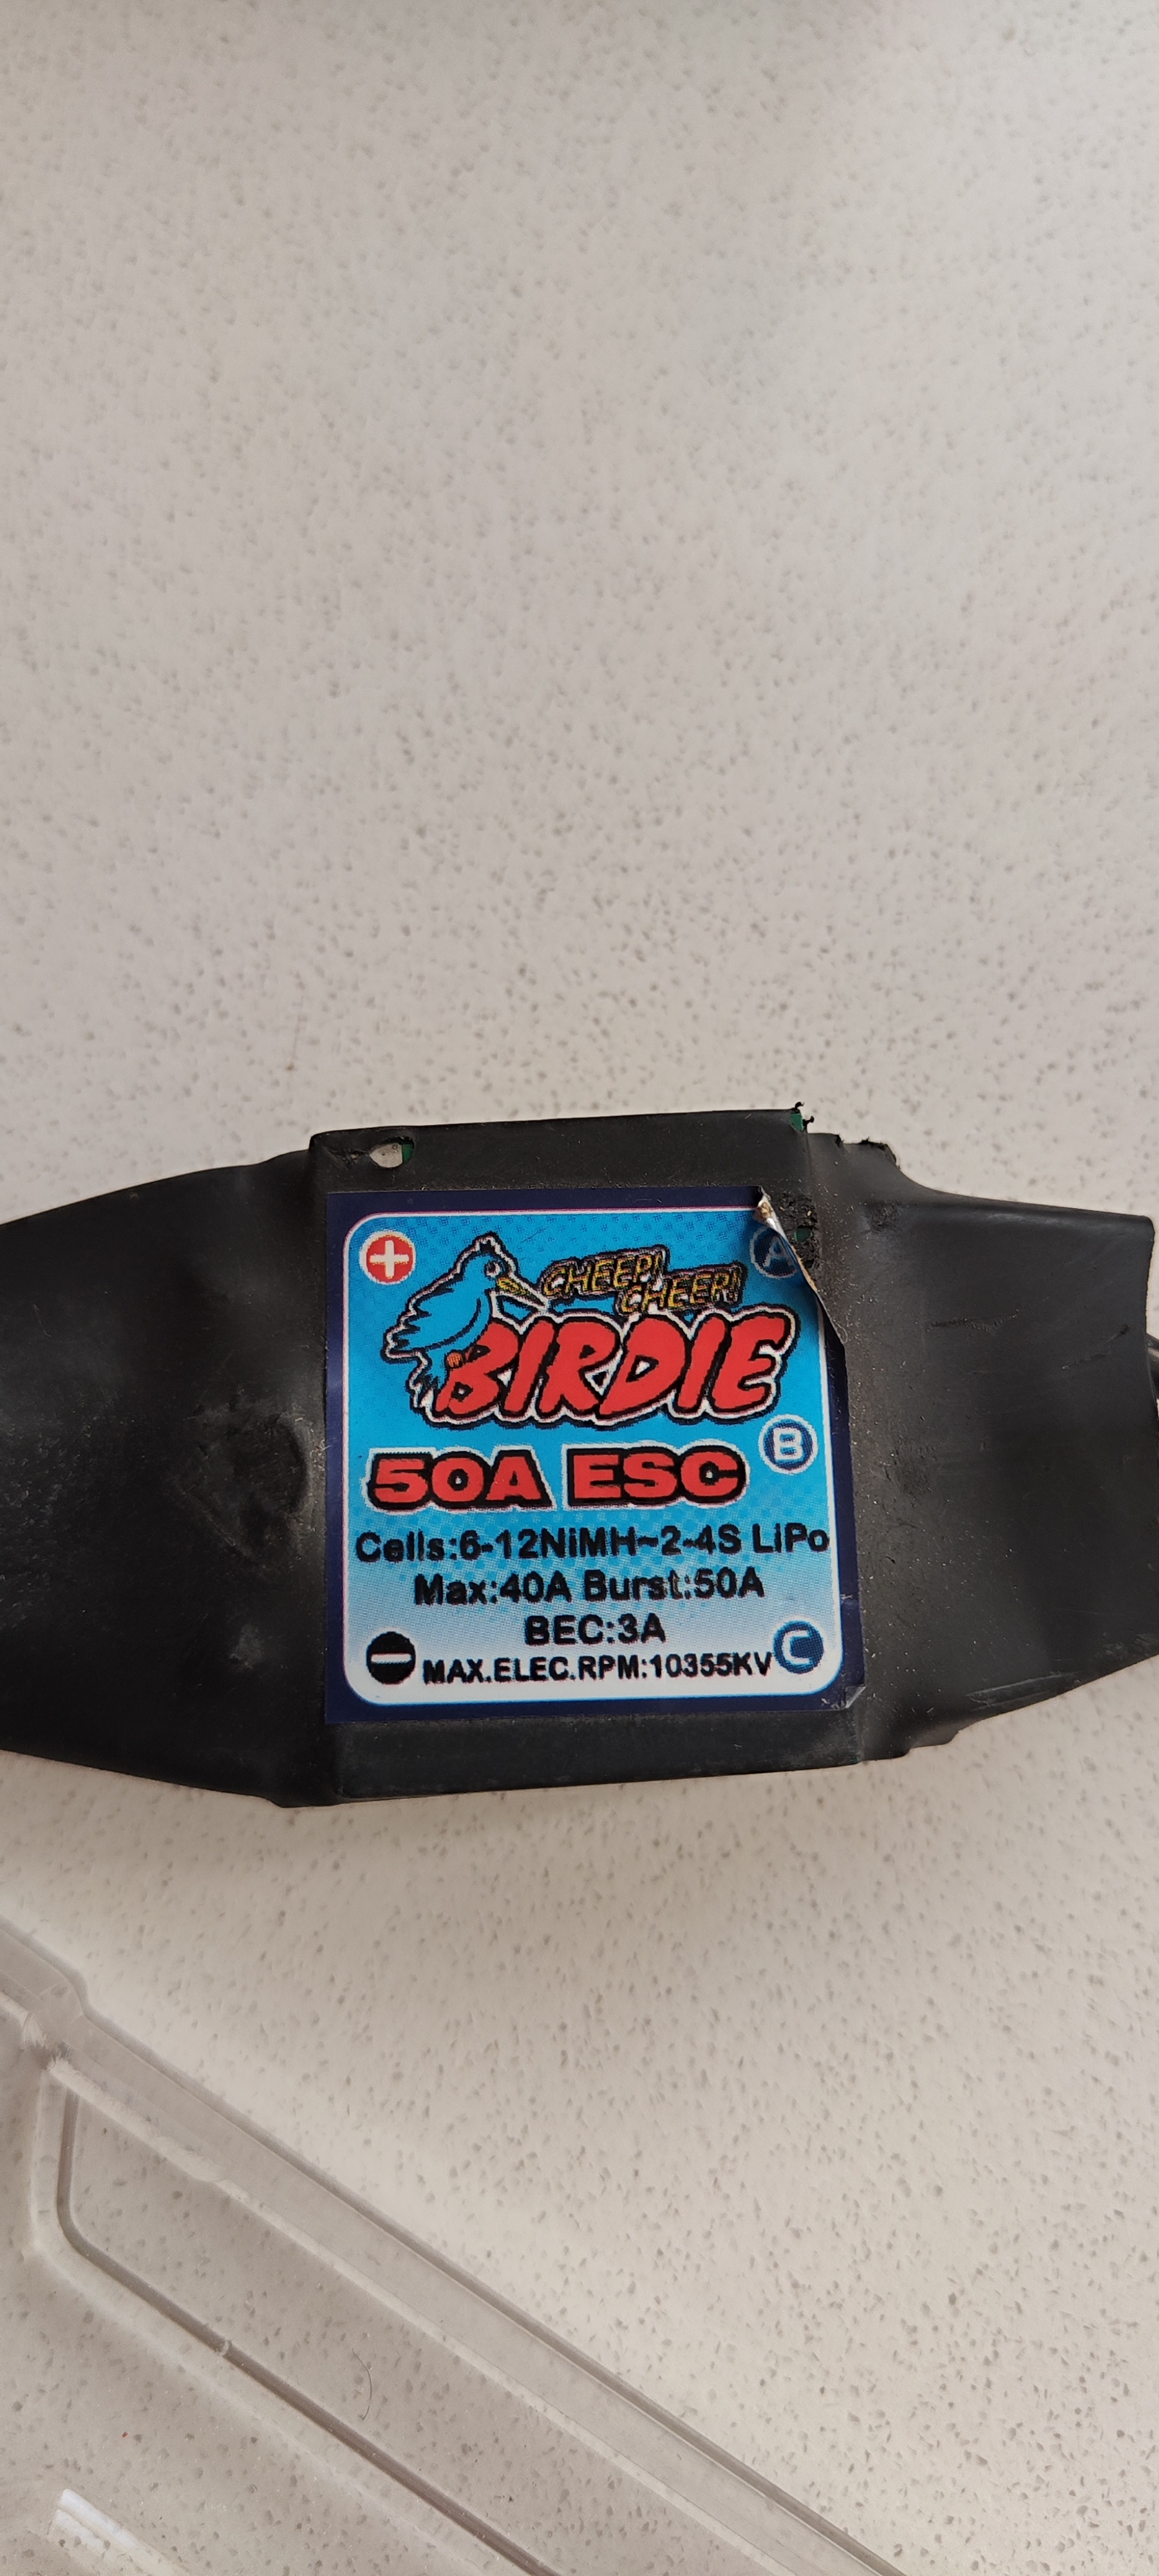 CHEEP!
CHEEP!
A
BIRDIE
B
50A ESC
Cells:6-12NiMH~2-4S LiPo
Max:40A Burst:50A
BEC:3A
C
MAX.ELEC.RPM:10355KV